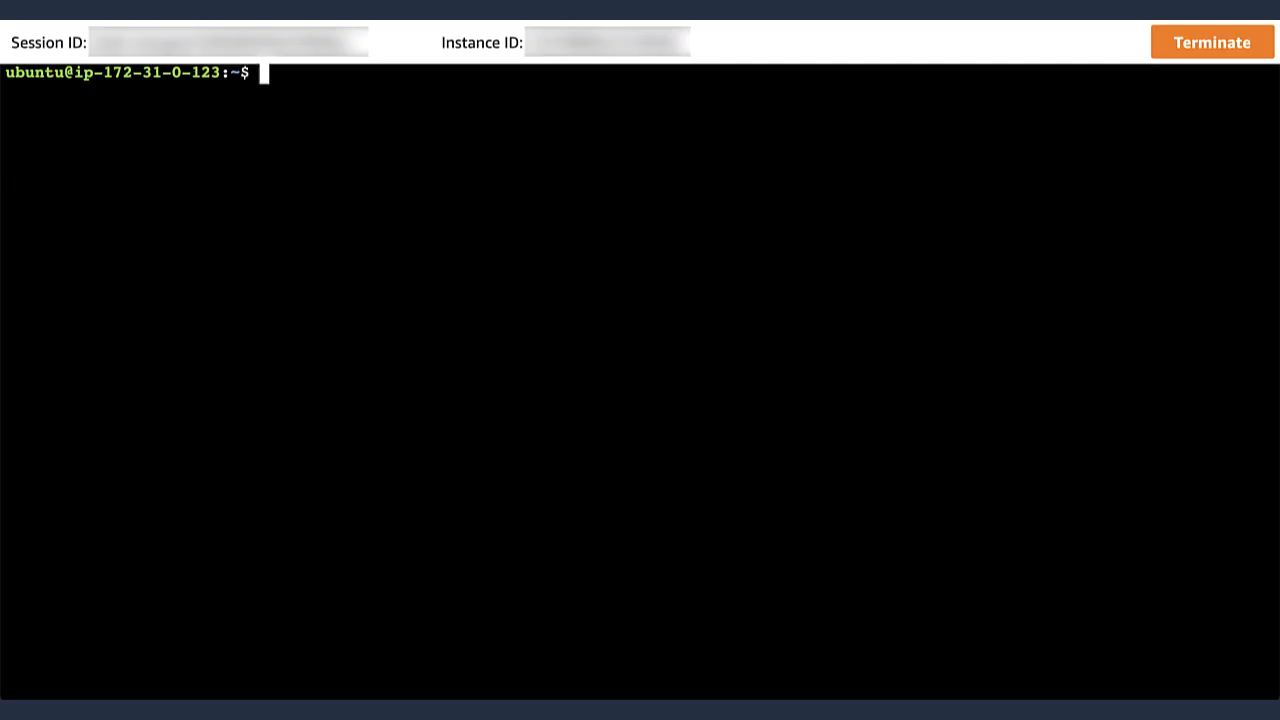 Session ID: Instance ID: Terminate
ubuntu@ip-172-31-0-123:~$